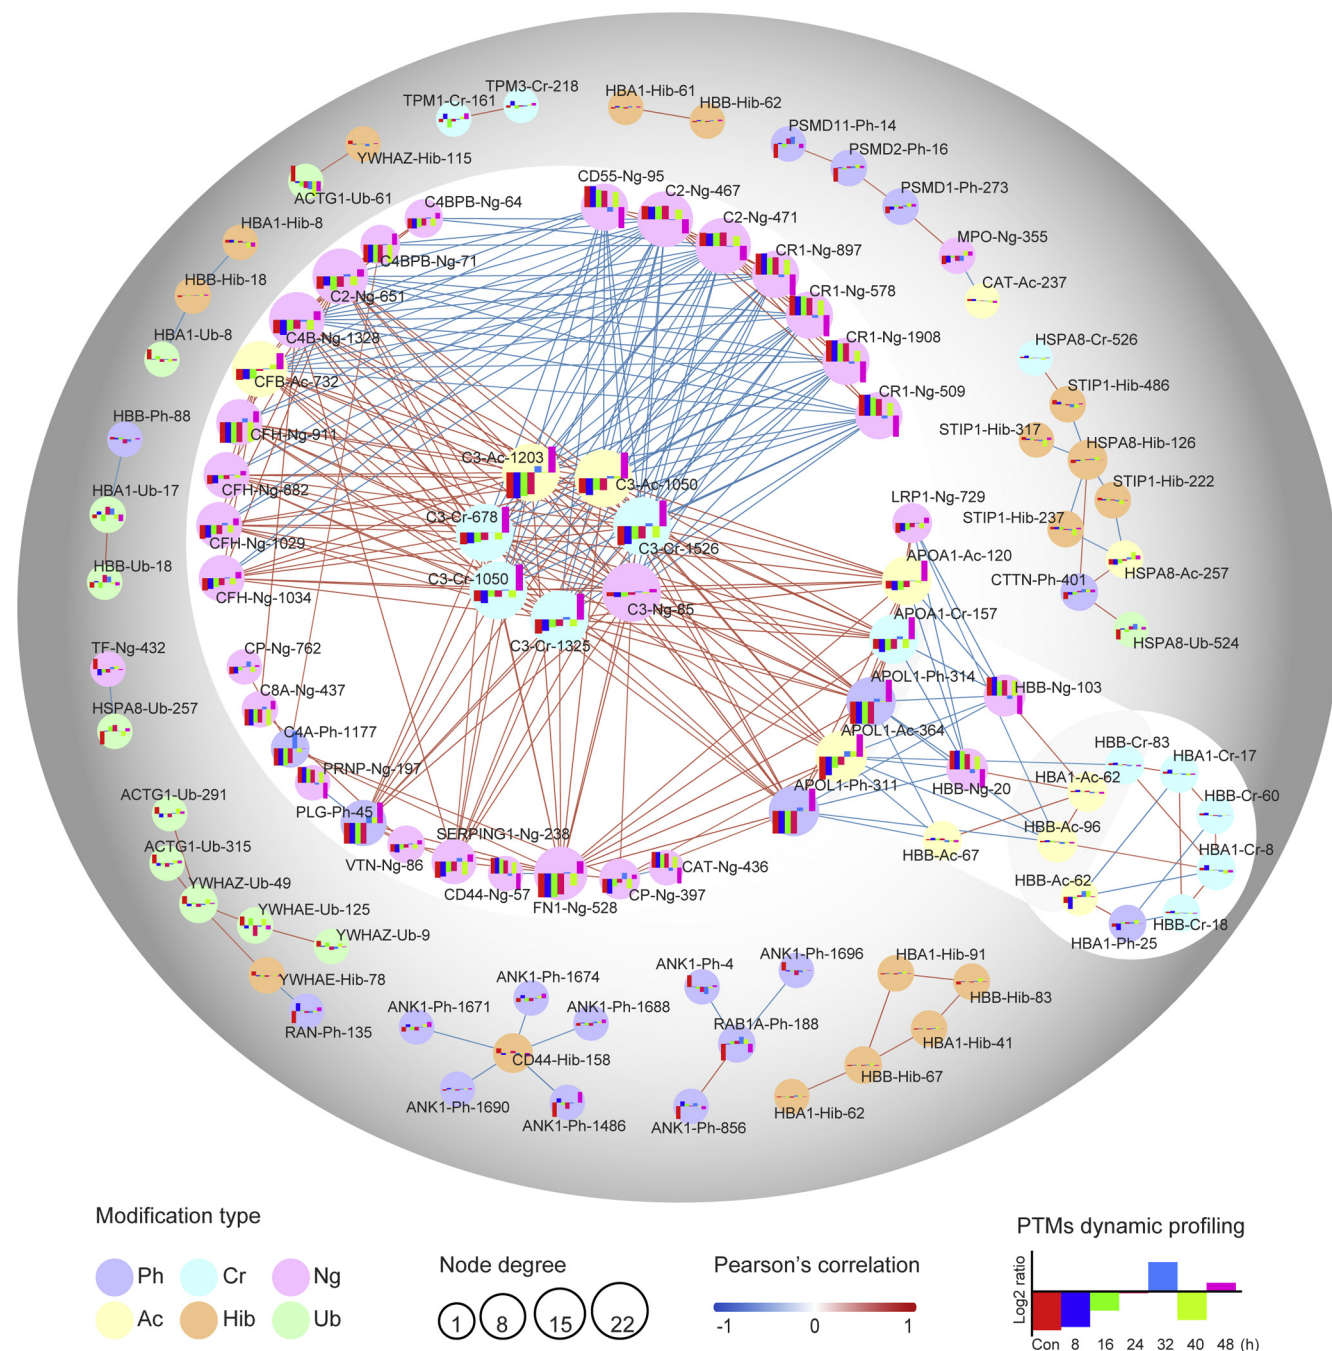 TPM3-Cr-218
TPM1-Cr-161
HBA1-Hib-61
HBB-Hib-62
PSMD11-Ph-14
PSMD2-Ph-16
YWHAZ-Hib-115
ACTG1-Ub-61
CD55-Ng-95
C2-Ng-467
PSMD1-Ph-273
C4BPB-Ng-64
C2-Ng-471
HBA1-Hib-8
MPO-Ng-355
CR1-Ng-897
C4BPB-Ng-71
HBB-Hib-18
CAT-Ac-237
CR1-Ng-578
C2-Ng-651
HBA1-Ub-8
C4B-Ng-1328
CR1-Ng-1908
HSPA8-Cr-526
CFB-Ac-732
STIP1-Hib-486
CR1-Ng-509
HBB-Ph-88
STIP1-Hib-317
CFH-Ng-911
HSPA8-Hib-126
C3-Ac-1203
C3-Ac-1050
STIP1-Hib-222
HBA1-Ub-17
CFH-Ng-882
LRP1-Ng-729
C3-Cr-678
STIP1-Hib-237
CFH-Ng-1029
C3-Cr-1526
APOA1-Ac-120
HBB-Ub-18
HSPA8-Ac-257
C3-Cr-1050
CTTN-Ph-401
CFH-Ng-1034
C3-Ng-85
APOA1-Cr-157
C3-Cr-1325
HSPA8-Ub-524
TF-Ng-432
CP-Ng-762
APOL1-Ph-314
HBB-Ng-103
C8A-Ng-437
HSPA8-Ub-257
C4A-Ph-1177
APOL1-Ac-364
HBB-Cr-83
HBA1-Cr-17
PRNP-Ng-197
HBA1-Ac-62
HBB-Ng-20
APOL1-Ph-311
ACTG1-Ub-291
HBB-Cr-60
PLG-Ph-45
SERPING1-Ng-238
HBB-Ac-96
ACTG1-Ub-315
HBA1-Cr-8
HBB-Ac-67
VTN-Ng-86
CAT-Ng-436
YWHAZ-Ub-49
HBB-Ac-62
CD44-Ng-57
CP-Ng-397
FN1-Ng-528
YWHAE-Ub-125
HBB-Cr-18
YWHAZ-Ub-9
HBA1-Ph-25
ANK1-Ph-1696
HBA1-Hib-91
ANK1-Ph-4
ANK1-Ph-1674
YWHAE-Hib-78
HBB-Hib-83
ANK1-Ph-1671
ANK1-Ph-1688
RAN-Ph-135
RAB1A-Ph-188
HBA1-Hib-41
CD44-Hib-158
HBB-Hib-67
ANK1-Ph-1690
HBA1-Hib-62
ANK1-Ph-1486
ANK1-Ph-856
Modification type
Ph Cr Ng
Ac Hib Ub
Node degree
1 8 15 22
Pearson's correlation
-1 0 1
PTMs dynamic profiling
Log2 ratio
Con 8 16 24 32 40 48 (h)